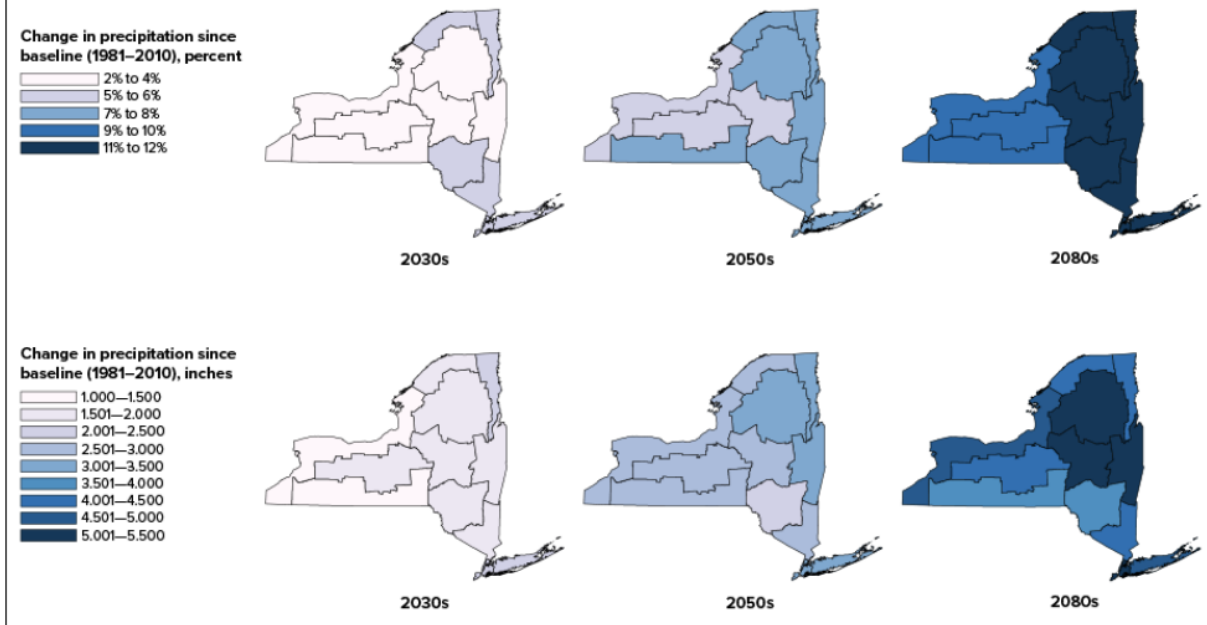 Change in precipitation since
baseline (1981–2010), percent
2% to 4%
5% to 6%
7% to 8%
9% to 10%
11% to 12%
2030s
2050s
2080s
Change in precipitation since
baseline (1981–2010), inches
1.000—1.500
1.501—2.000
2.001—2.500
2.501—3.000
3.001—3.500
3.501—4.000
4.001—4.500
4.501—5.000
5.001—5.500
2030s
2050s
2080s